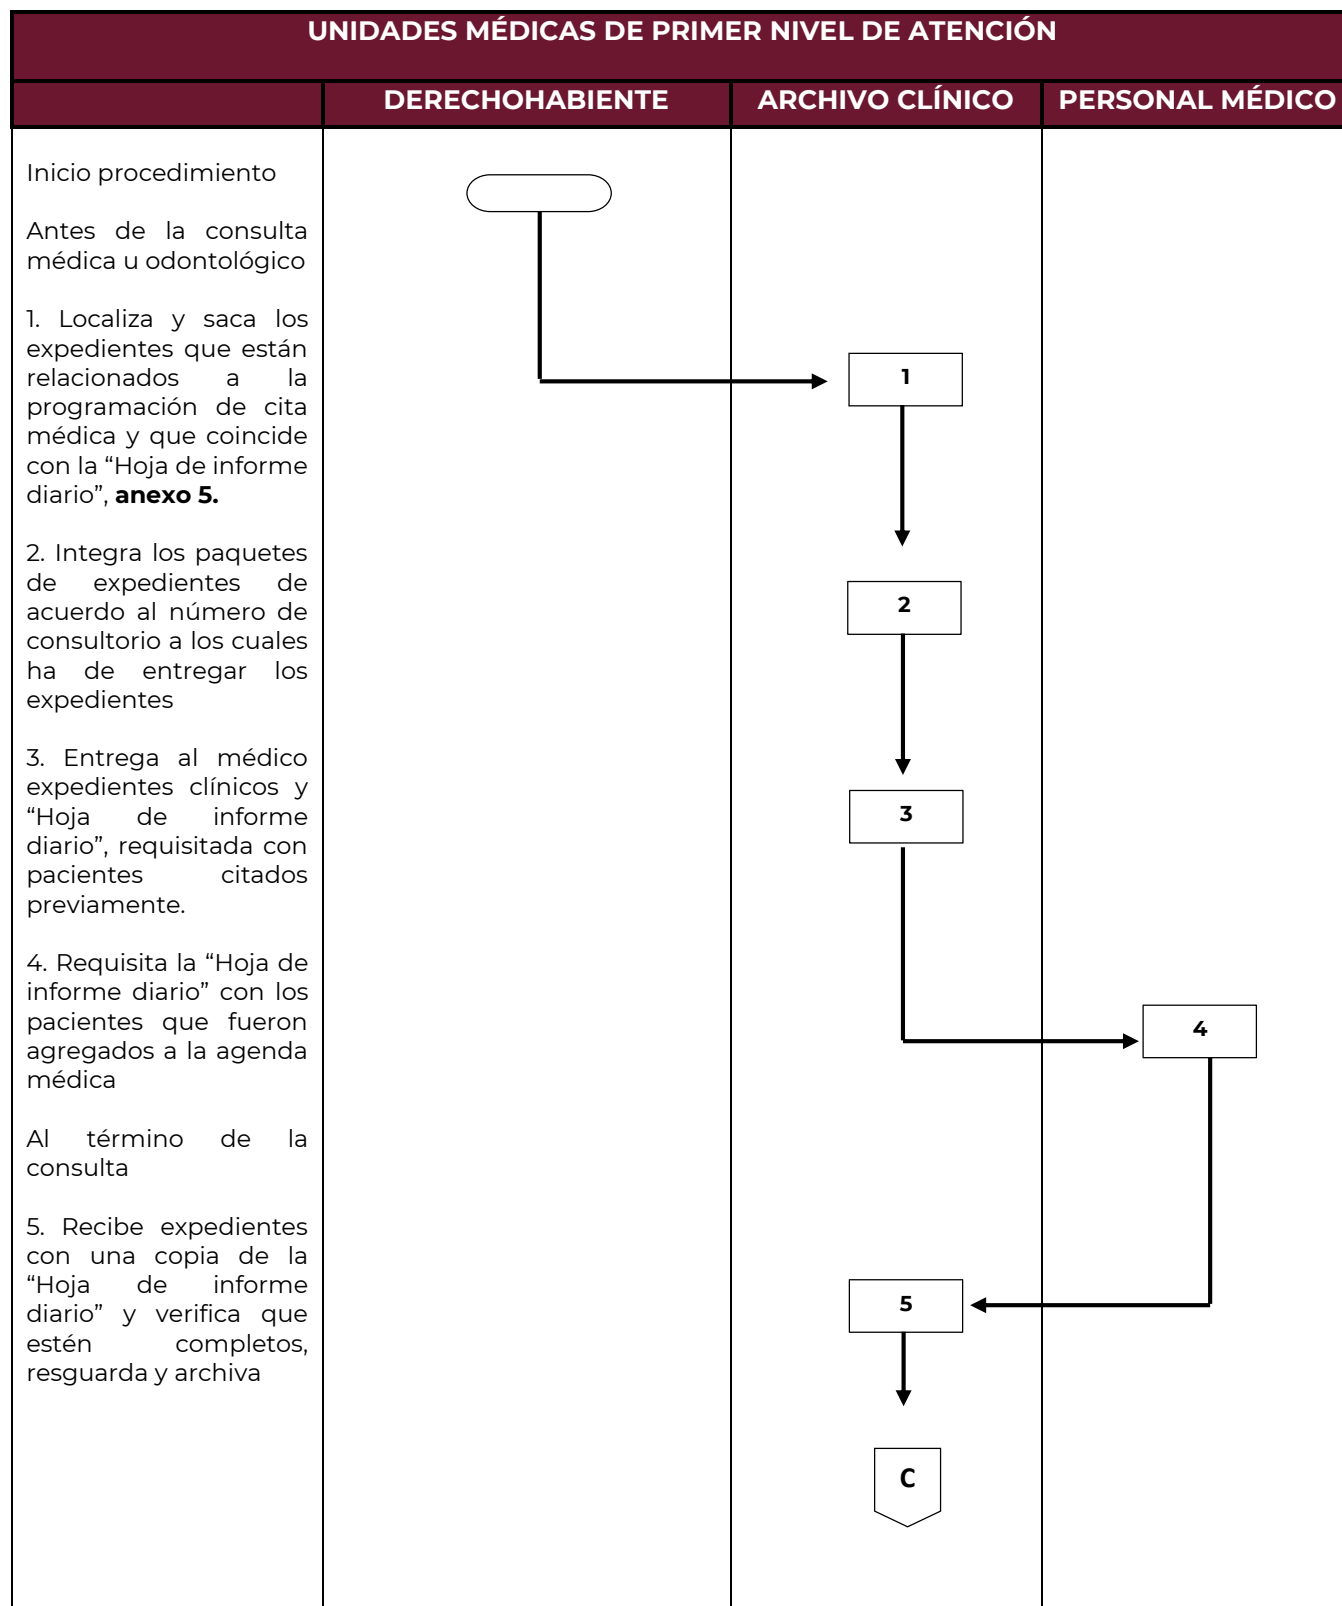 UNIDADES MÉDICAS DE PRIMER NIVEL DE ATENCIÓN
DERECHOHABIENTE
ARCHIVO CLÍNICO
PERSONAL MÉDICO
Inicio procedimiento
Antes de la consulta
médica u odontológico
1. Localiza y saca los
expedientes que están
relacionados a la
programación de cita
médica y que coincide
con la “Hoja de informe
diario”, anexo 5.
2. Integra los paquetes
de expedientes de
acuerdo al número de
consultorio a los cuales
ha de entregar los
expedientes
3. Entrega al médico
expedientes clínicos y
“Hoja de informe
diario”, requisitada con
pacientes citados
previamente.
4. Requisita la “Hoja de
informe diario” con los
pacientes que fueron
agregados a la agenda
médica
Al término de la
consulta
5. Recibe expedientes
con una copia de la
“Hoja de informe
diario” y verifica que
estén completos,
resguarda y archiva
1
2
3
4
5
C